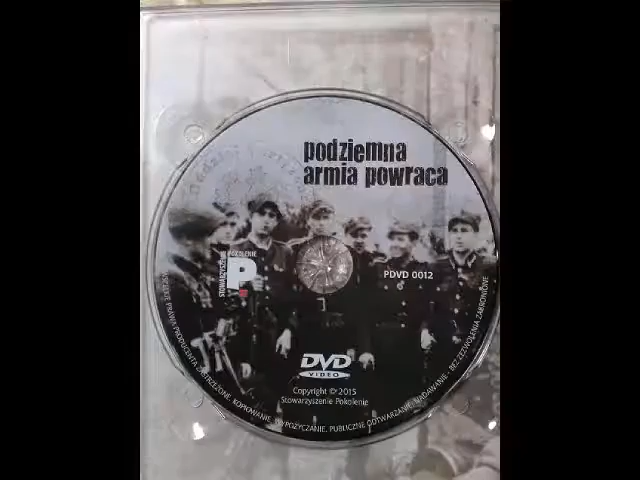 podziemna
armia powraca
STOWARZYSZENIE
POKOLENIE
P.
PDVD 0012
DVD
VIDEO
Copyright © 2015
Stowarzyszenie Pokolenie
PRAWA PRODUCENTA ZASTRZEŻONE. KOPIOWANIE, WYPOŻYCZANIE, PUBLICZNE ODTWARZANIE, NADAWANIE - BEZ ZEZWOLENIA ZABRONIONE